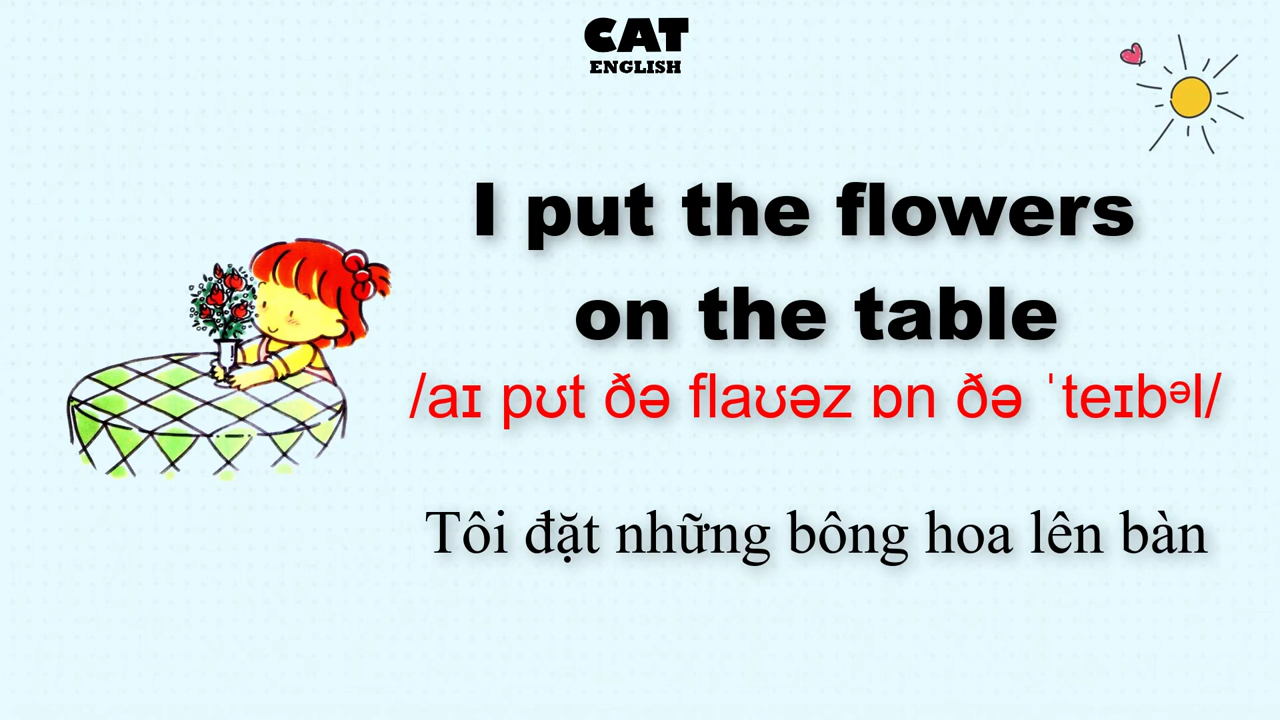 CAT
ENGLISH
I put the flowers
on the table
/aɪ pʊt ðə flaʊəz ɒn ðə ˈteɪbᵊl/
Tôi đặt những bông hoa lên bàn